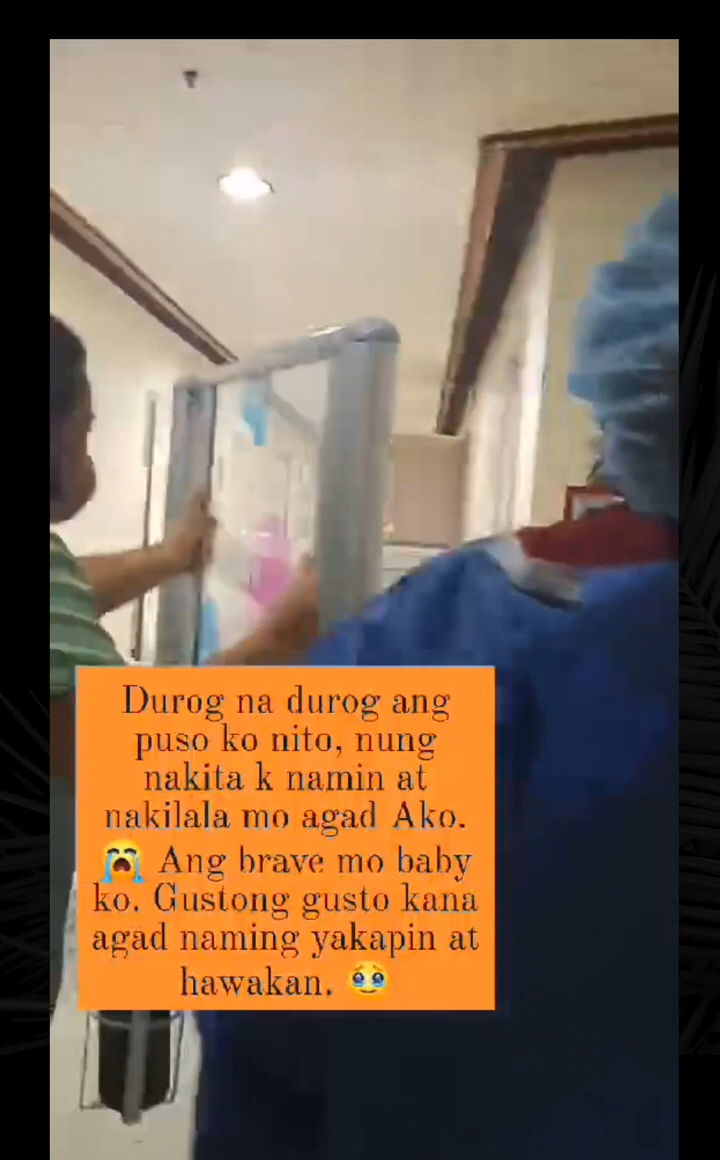 Durog na durog ang
puso ko nito, nung
nakita k namin at
nakilala mo agad Ako.
😭 Ang brave mo baby
ko. Gustong gusto kana
agad naming yakapin at
hawakan. 🥹